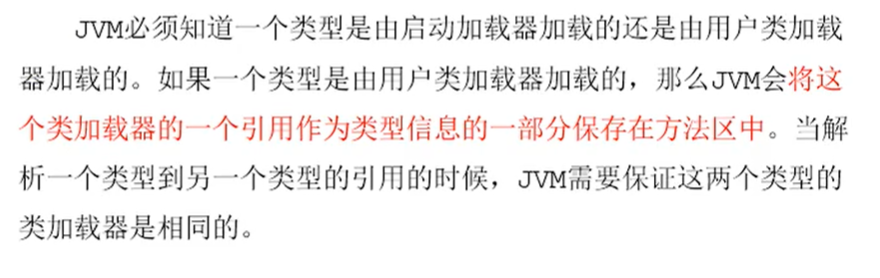 JVM必须知道一个类型是由启动加载器加载的还是由用户类加载
器加载的。如果一个类型是由用户类加载器加载的，那么JVM会将这
个类加载器的一个引用作为类型信息的一部分保存在方法区中。当解
析一个类型到另一个类型的引用的时候，JVM需要保证这两个类型的
类加载器是相同的。